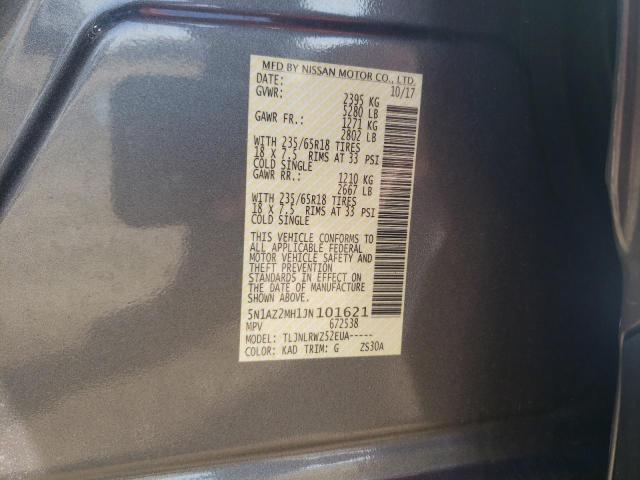 MFD BY NISSAN MOTOR CO., LTD.
DATE: 10/17
GVWR: 2395 KG
5280 LB
GAWR FR.: 1271 KG
2802 LB
WITH 235/65R18 TIRES
18 X 7.5 RIMS AT 33 PSI
COLD SINGLE
GAWR RR.: 1210 KG
2667 LB
WITH 235/65R18 TIRES
18 X 7.5 RIMS AT 33 PSI
COLD SINGLE
THIS VEHICLE CONFORMS TO
ALL APPLICABLE FEDERAL
MOTOR VEHICLE SAFETY AND
THEFT PREVENTION
STANDARDS IN EFFECT ON
THE DATE OF MANUFACTURE
SHOWN ABOVE.
5N1AZ2MH1JN101621
MPV 672538
MODEL: TLJNLRWZ52EUA-----
COLOR: KAD TRIM: G ZS30A